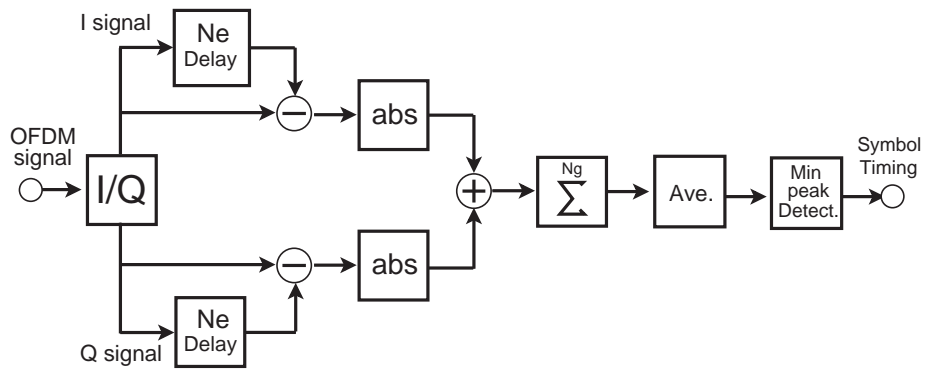 I signal
Ne
Delay
−
abs
OFDM
signal
I/Q
+
Ng
Σ
Ave.
Min
peak
Detect.
Symbol
Timing
−
abs
Ne
Delay
Q signal